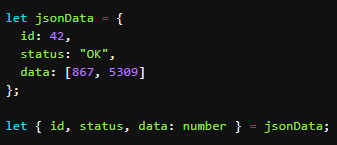 let jsonData = {
  id: 42,
  status: "OK",
  data: [867, 5309]
};

let { id, status, data: number } = jsonData;